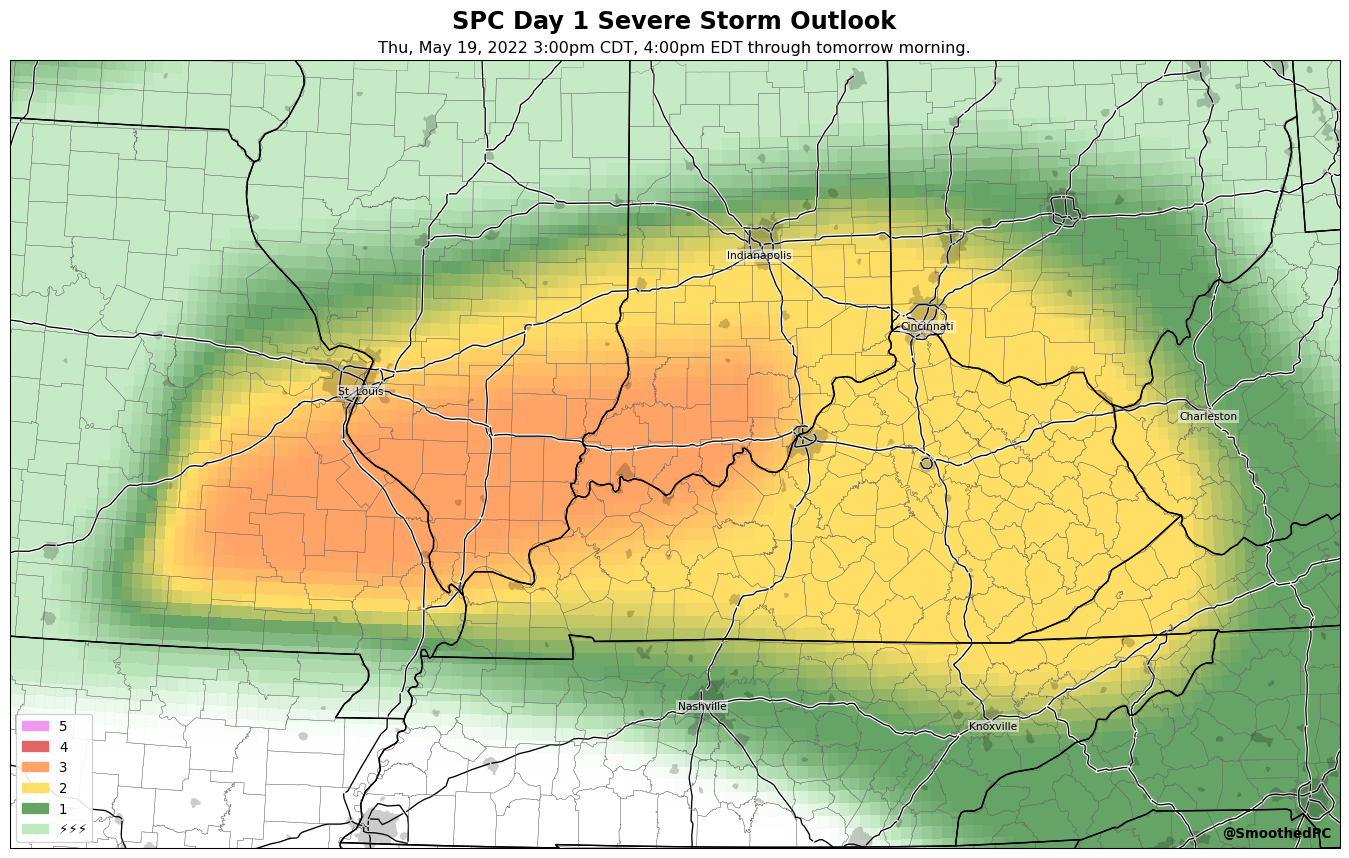 SPC Day 1 Severe Storm Outlook
Thu, May 19, 2022 3:00pm CDT, 4:00pm EDT through tomorrow morning.
Indianapolis
Cincinnati
St. Louis
Charleston
Nashville
Knoxville
5
4
3
2
1
⚡⚡⚡
@SmoothedPC